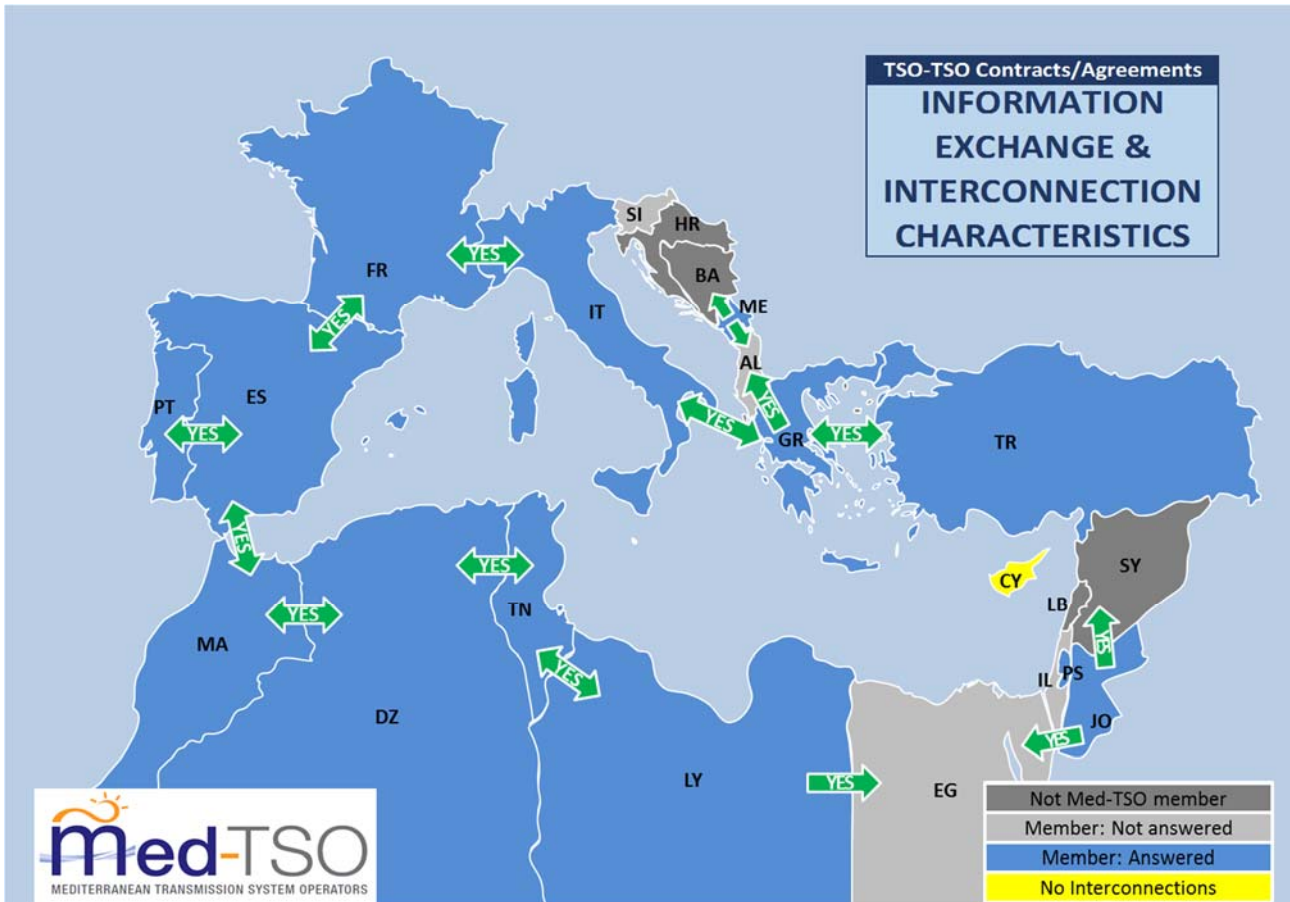 TSO-TSO Contracts/Agreements
INFORMATION
EXCHANGE &
INTERCONNECTION
CHARACTERISTICS
SI
HR
BA
ME
FR
YES
IT
YES
AL
PT
ES
YES
YES
YES
GR
YES
TR
YES
YES
CY
SY
LB
TN
YES
MA
YES
YES
IL
PS
DZ
JO
YES
LY
YES
EG
Not Med-TSO member
Member: Not answered
Member: Answered
No Interconnections
med-TSO
MEDITERRANEAN TRANSMISSION SYSTEM OPERATORS